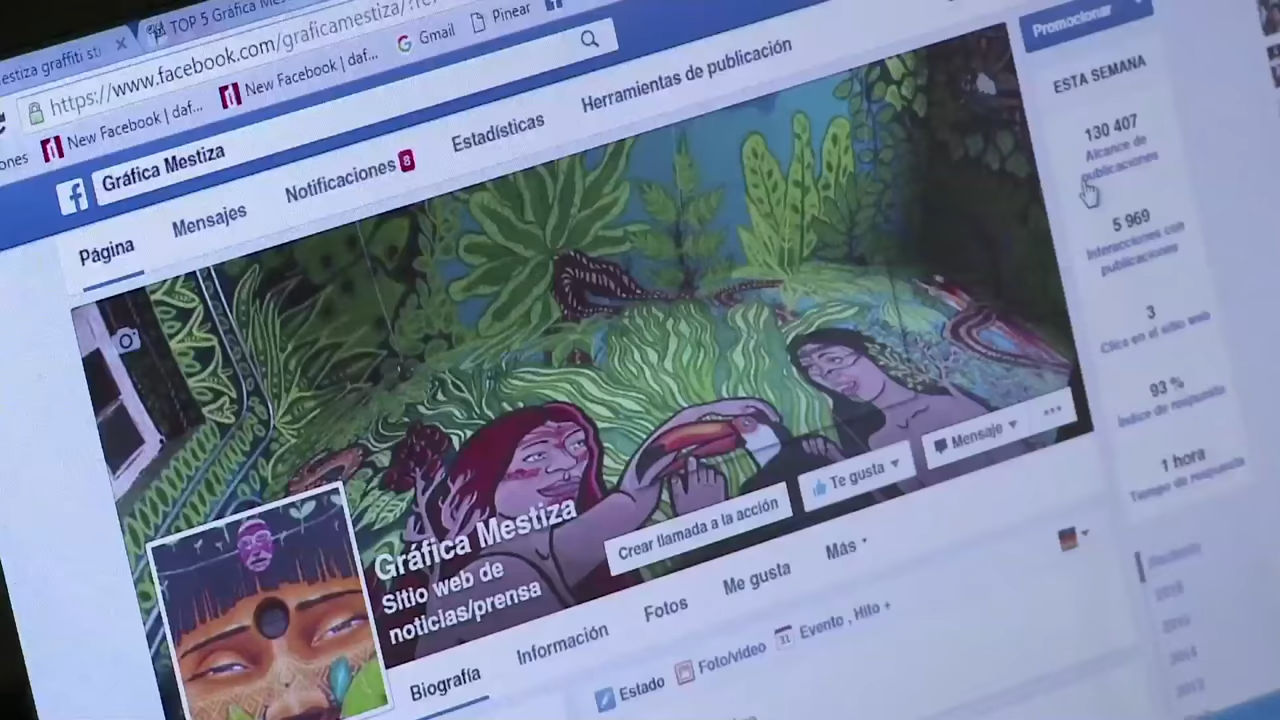 estiza graffiti st
TOP 5 Gráfica Mes
https://www.facebook.com/graficamestiza/?re
ones
New Facebook | daf...
New Facebook | daf...
Gmail
Pinear
Gráfica Mestiza
Promocionar
Página
Mensajes
Notificaciones 8
Estadísticas
Herramientas de publicación
ESTA SEMANA
130 407
Alcance de
publicaciones
5 969
Interacciones con
publicaciones
3
Clics en el sitio web
93 %
Índice de respuesta
1 hora
Tiempo de respuesta
Gráfica Mestiza
Sitio web de
noticias/prensa
Crear llamada a la acción
Te gusta
Mensaje
...
Biografía
Información
Fotos
Me gusta
Más
Estado
Foto/video
31
Evento , Hito +